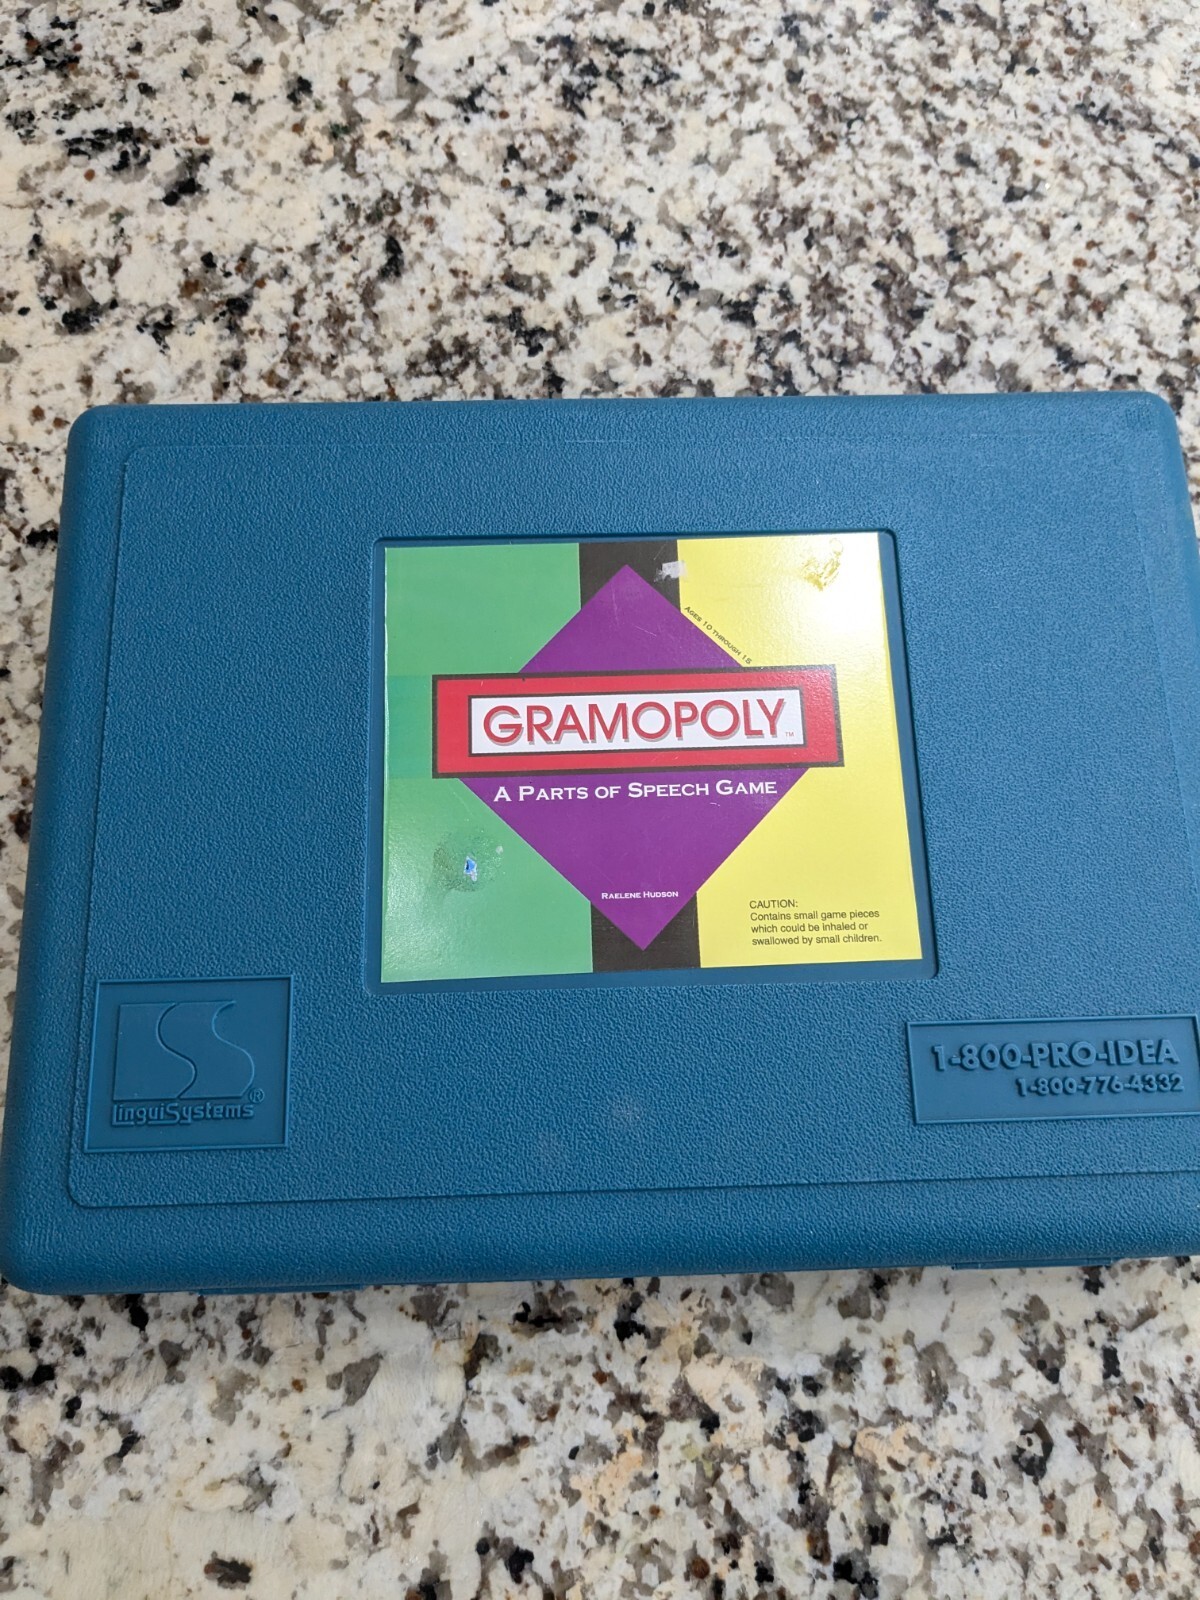 AGES 10 THROUGH 15
GRAMOPOLY™
A PARTS OF SPEECH GAME
RAELENE HUDSON
CAUTION:
Contains small game pieces
which could be inhaled or
swallowed by small children.
LinguiSystems®
1-800-PRO-IDEA
1-800-776-4332